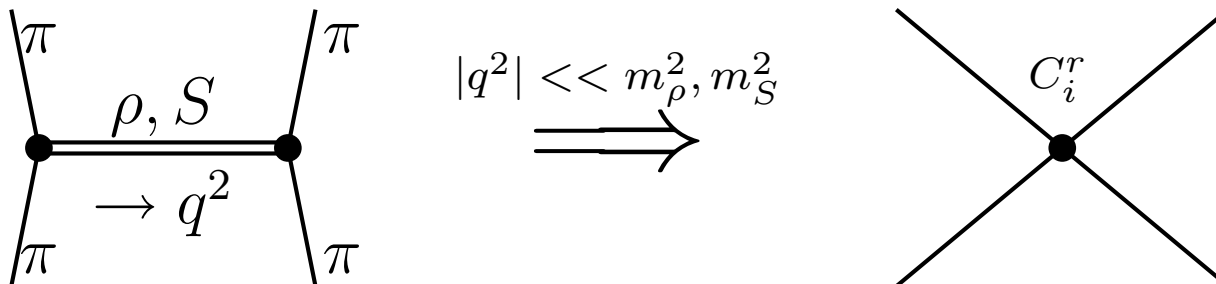 π π
ρ, S
→ q²
π π
|q²| << m²_ρ, m²_S
C^r_i